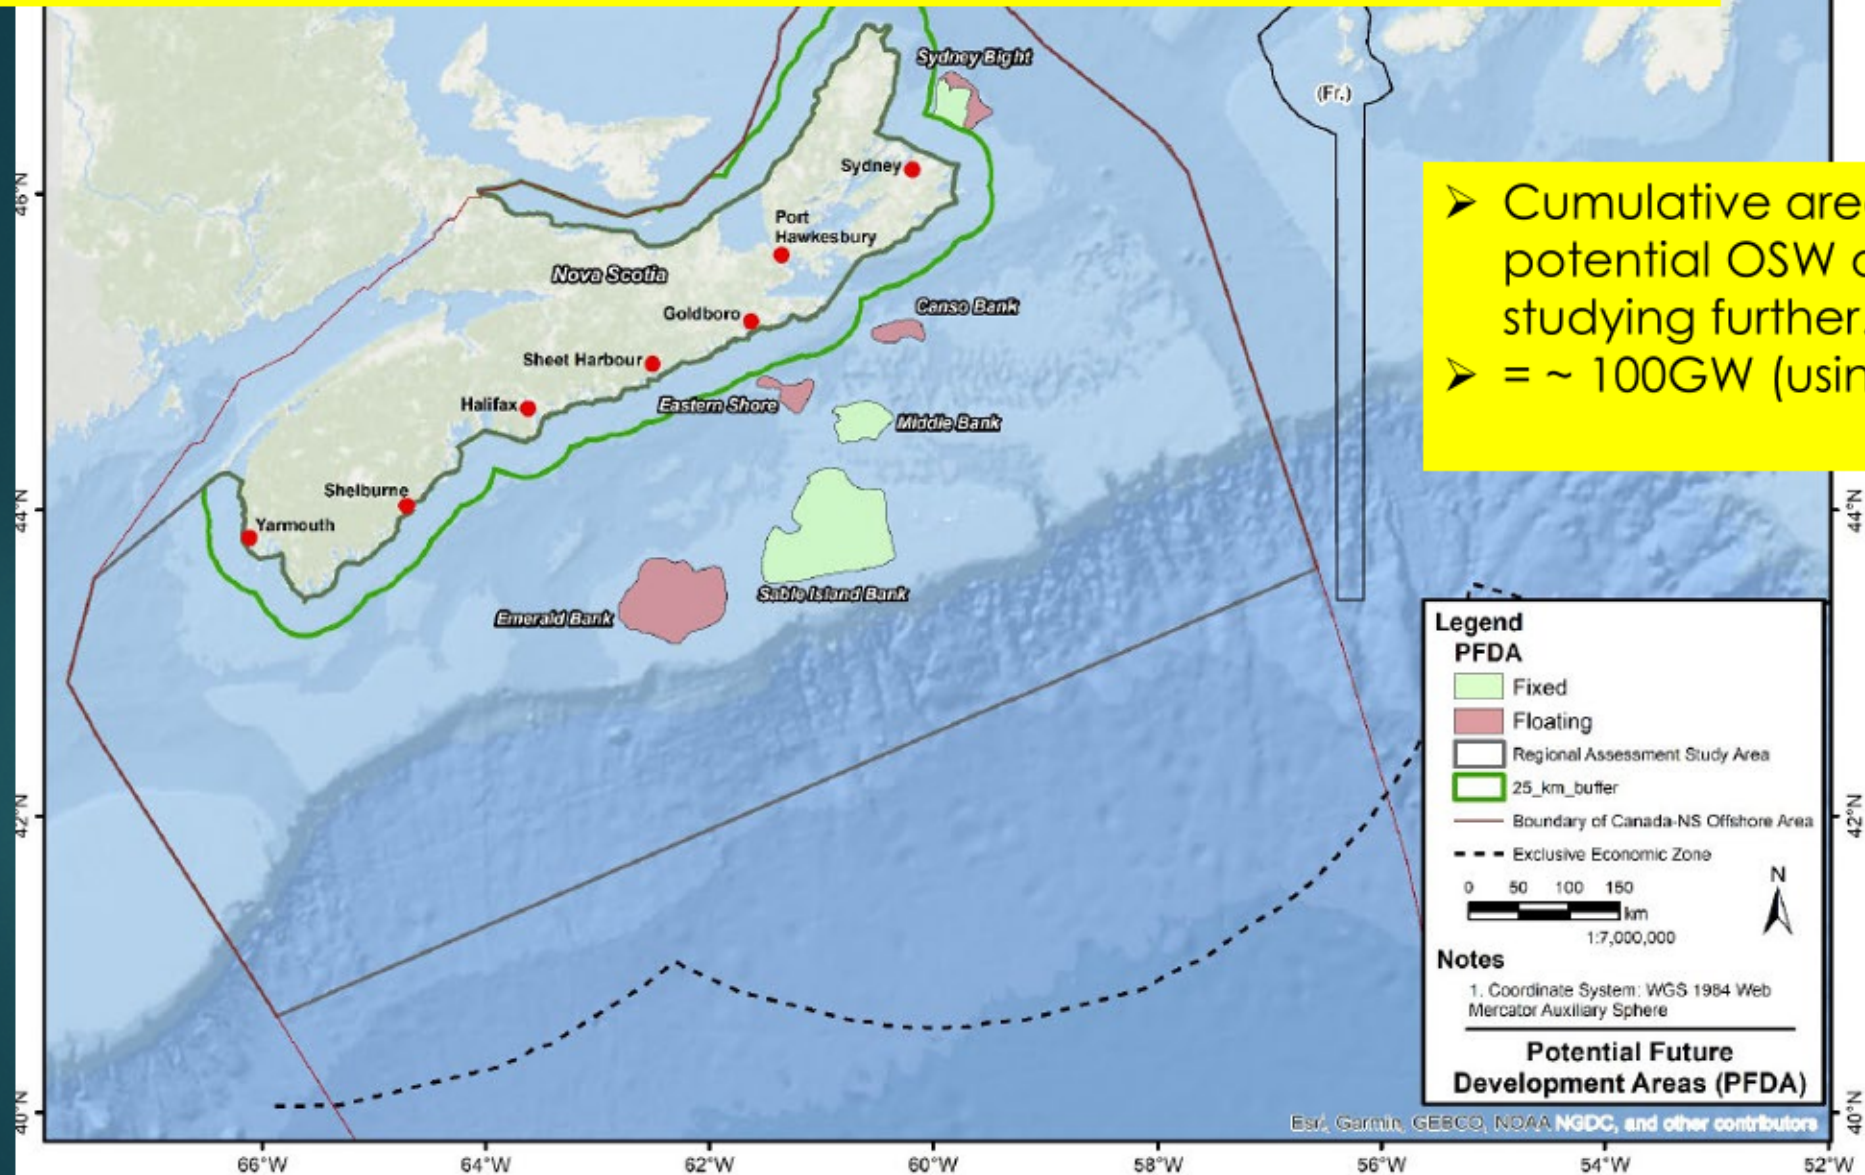 Sydney Bight
(Fr.)
Sydney
Port
Hawkesbury
Nova Scotia
Goldboro
Canso Bank
Sheet Harbour
Halifax
Eastern Shore
Middle Bank
Shelburne
Yarmouth
Sable Island Bank
Emerald Bank
➢ Cumulative are
potential OSW
studying further.
➢ = ~ 100GW (usin
Legend
PFDA
Fixed
Floating
Regional Assessment Study Area
25_km_buffer
Boundary of Canada-NS Offshore Area
Exclusive Economic Zone
0 50 100 150
km
N
1:7,000,000
Notes
1. Coordinate System: WGS 1984 Web
Mercator Auxiliary Sphere
Potential Future
Development Areas (PFDA)
Esri, Garmin, GEBCO, NOAA NGDC, and other contributors
46°N
44°N
44°N
42°N
42°N
40°N
40°N
66°W 64°W 62°W 60°W 58°W 56°W 54°W 52°W